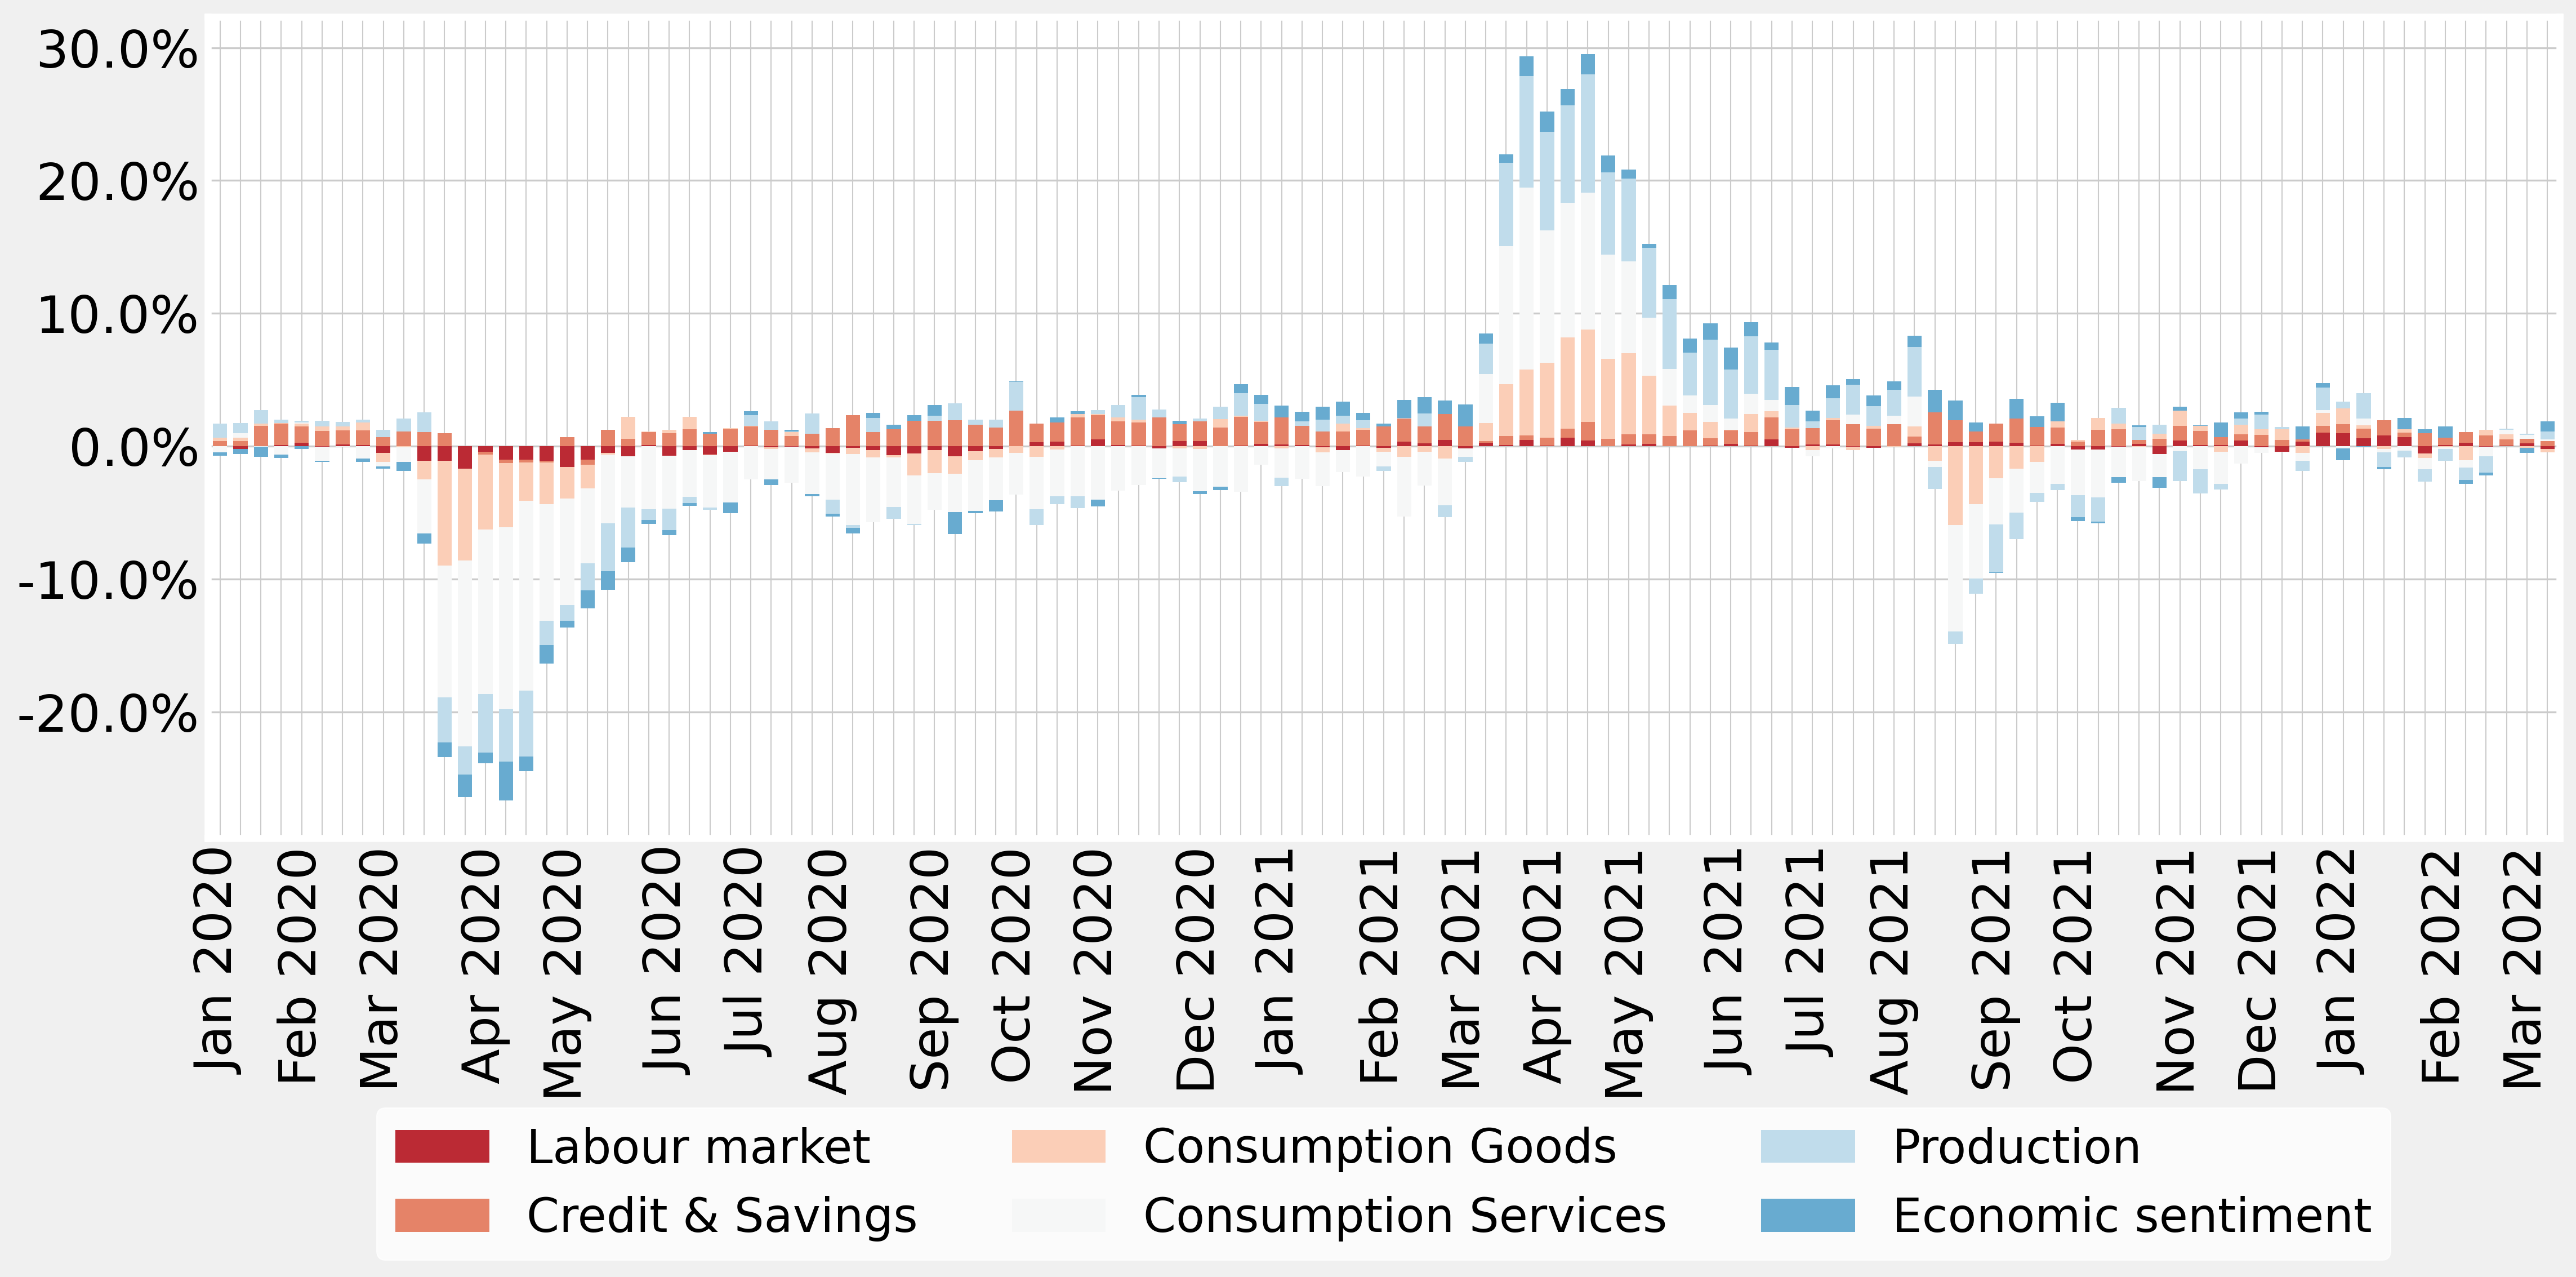 30.0%
20.0%
10.0%
0.0%
-10.0%
-20.0%
Jan 2020
Feb 2020
Mar 2020
Apr 2020
May 2020
Jun 2020
Jul 2020
Aug 2020
Sep 2020
Oct 2020
Nov 2020
Dec 2020
Jan 2021
Feb 2021
Mar 2021
Apr 2021
May 2021
Jun 2021
Jul 2021
Aug 2021
Sep 2021
Oct 2021
Nov 2021
Dec 2021
Jan 2022
Feb 2022
Mar 2022
Labour market
Consumption Goods
Production
Credit & Savings
Consumption Services
Economic sentiment